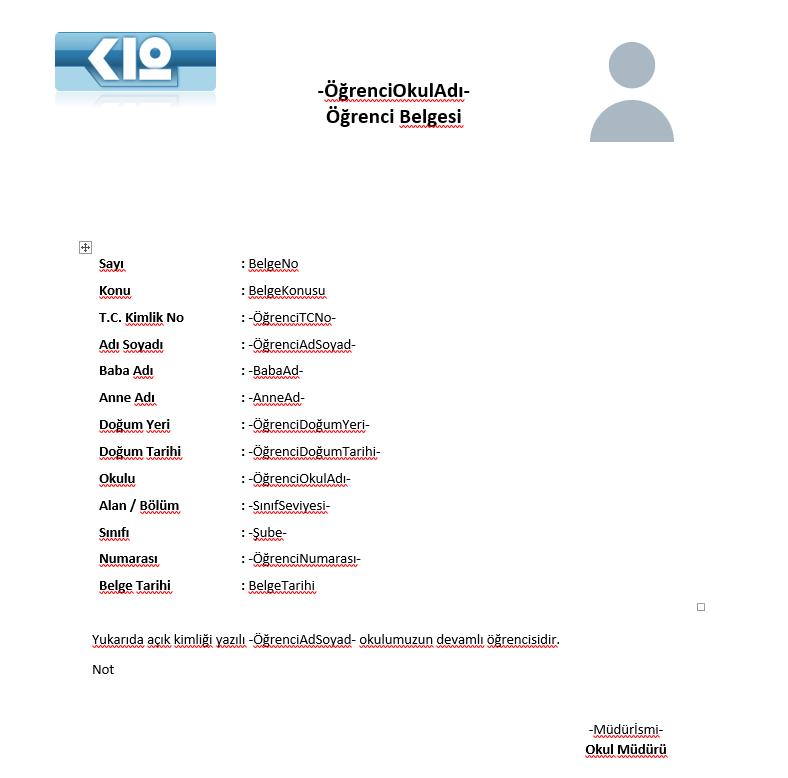 K12
-ÖğrenciOkulAdı-
Öğrenci Belgesi
Sayı : BelgeNo
Konu : BelgeKonusu
T.C. Kimlik No : -ÖğrenciTCNo-
Adı Soyadı : -ÖğrenciAdSoyad-
Baba Adı : -BabaAd-
Anne Adı : -AnneAd-
Doğum Yeri : -ÖğrenciDoğumYeri-
Doğum Tarihi : -ÖğrenciDoğumTarihi-
Okulu : -ÖğrenciOkulAdı-
Alan / Bölüm : -SınıfSeviyesi-
Sınıfı : -Şube-
Numarası : -ÖğrenciNumarası-
Belge Tarihi : BelgeTarihi
Yukarıda açık kimliği yazılı -ÖğrenciAdSoyad- okulumuzun devamlı öğrencisidir.
Not
-Müdürİsmi-
Okul Müdürü